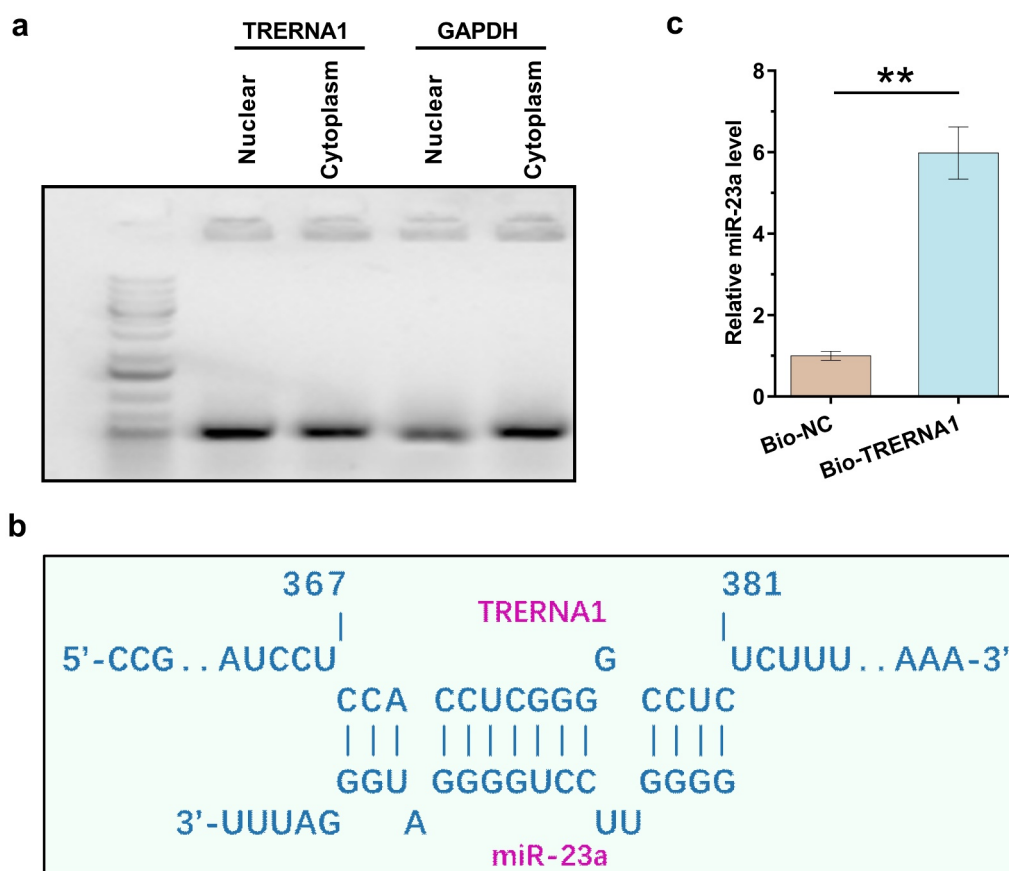 a
TRERNA1 GAPDH
Nuclear Cytoplasm Nuclear Cytoplasm
c
8
**
6
4
2
0
Relative miR-23a level
Bio-NC Bio-TRERNA1
b
367 381
TRERNA1
5’-CCG..AUCCU G UCUUU..AAA-3’
CCA CCUCGGG CCUC
GGU GGGGUCC GGGG
3’-UUUAG A UU
miR-23a